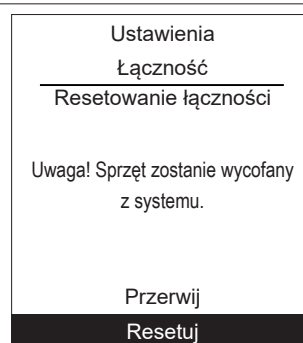 Ustawienia
Łączność
Resetowanie łączności
Uwaga! Sprzęt zostanie wycofany
z systemu.
Przerwij
Resetuj